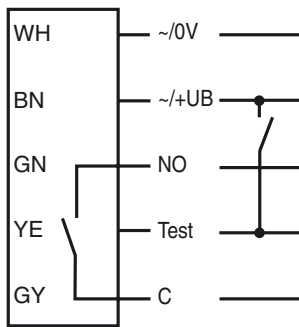 WH ~/0V
BN ~/+UB
GN NO
YE Test
GY C